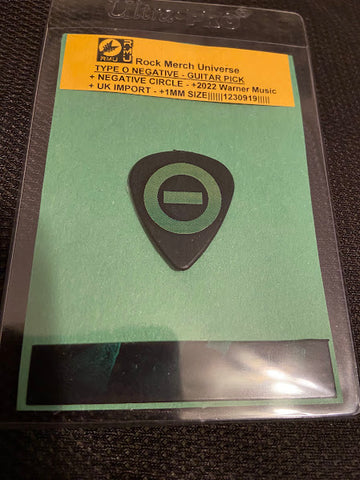 Ultra-PRO
RMU
Rock Merch Universe
TYPE O NEGATIVE - GUITAR PICK
+ NEGATIVE CIRCLE - +2022 Warner Music
+ UK IMPORT - +1MM SIZE||||||1230919|||||